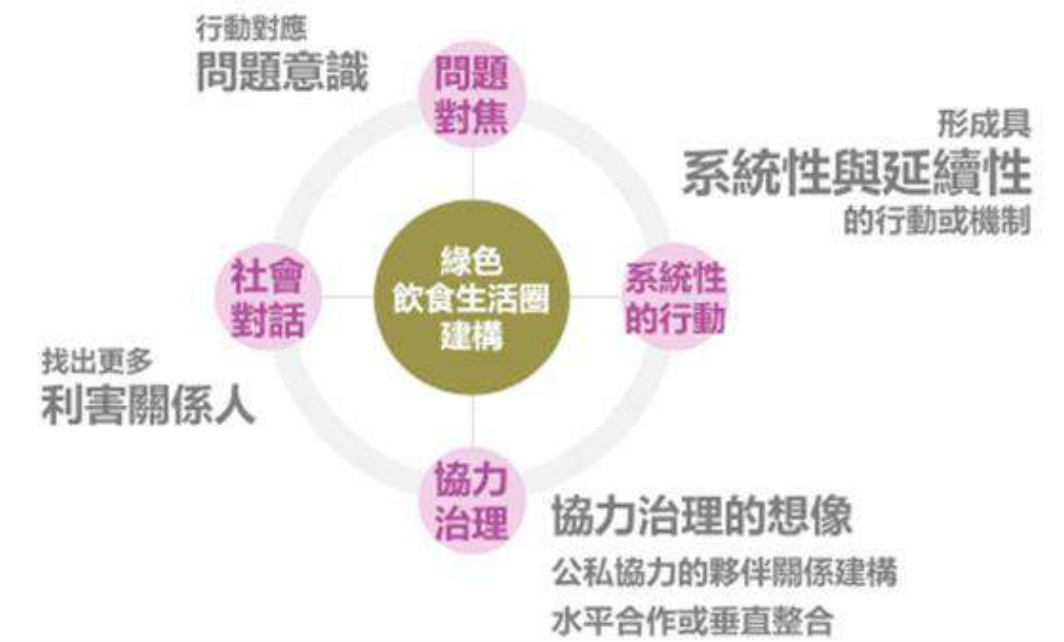 行動對應
問題意識
問題
對焦
形成具
系統性與延續性
的行動或機制
社會
對話
綠色
飲食生活圈
建構
系統性
的行動
找出更多
利害關係人
協力
治理
協力治理的想像
公私協力的夥伴關係建構
水平合作或垂直整合